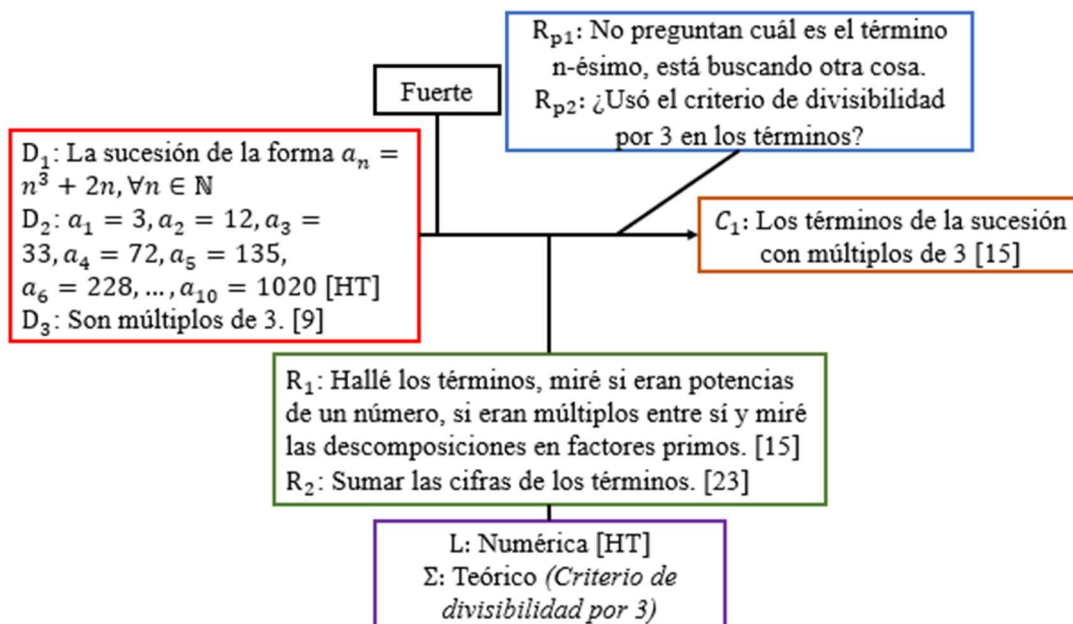 R_p1: No preguntan cuál es el término
n-ésimo, está buscando otra cosa.
R_p2: ¿Usó el criterio de divisibilidad
por 3 en los términos?
Fuerte
D₁: La sucesión de la forma aₙ =
n³ + 2n, ∀n ∈ ℕ
D₂: a₁ = 3, a₂ = 12, a₃ =
33, a₄ = 72, a₅ = 135,
a₆ = 228, ..., a₁₀ = 1020 [HT]
D₃: Son múltiplos de 3. [9]
C₁: Los términos de la sucesión
con múltiplos de 3 [15]
R₁: Hallé los términos, miré si eran potencias
de un número, si eran múltiplos entre sí y miré
las descomposiciones en factores primos. [15]
R₂: Sumar las cifras de los términos. [23]
L: Numérica [HT]
Σ: Teórico (Criterio de
divisibilidad por 3)